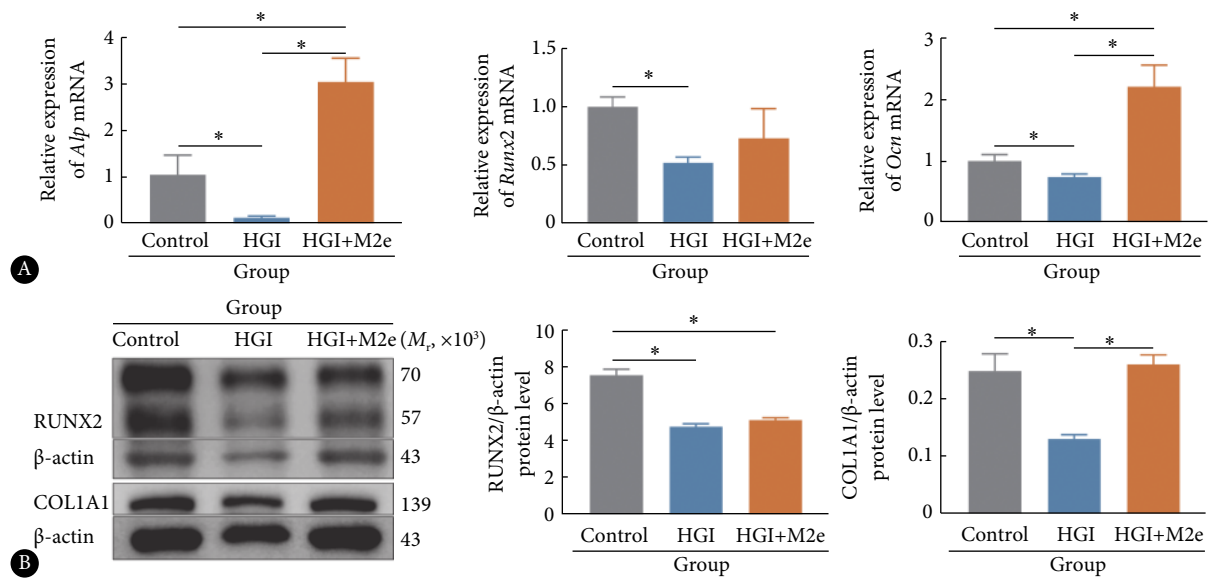 Relative expression
of Alp mRNA
4
3
2
1
0
*
*
*
Control HGI HGI+M2e
Group
Relative expression
of Runx2 mRNA
1.5
1.0
0.5
0
*
Control HGI HGI+M2e
Group
Relative expression
of Ocn mRNA
3
2
1
0
*
*
*
Control HGI HGI+M2e
Group
A
Group
Control HGI HGI+M2e (Mr, ×10³)
70
RUNX2 57
β-actin 43
COL1A1 139
β-actin 43
RUNX2/β-actin
protein level
10
8
6
4
2
0
*
*
Control HGI HGI+M2e
Group
COL1A1/β-actin
protein level
0.3
0.2
0.1
0
*
*
Control HGI HGI+M2e
Group
B